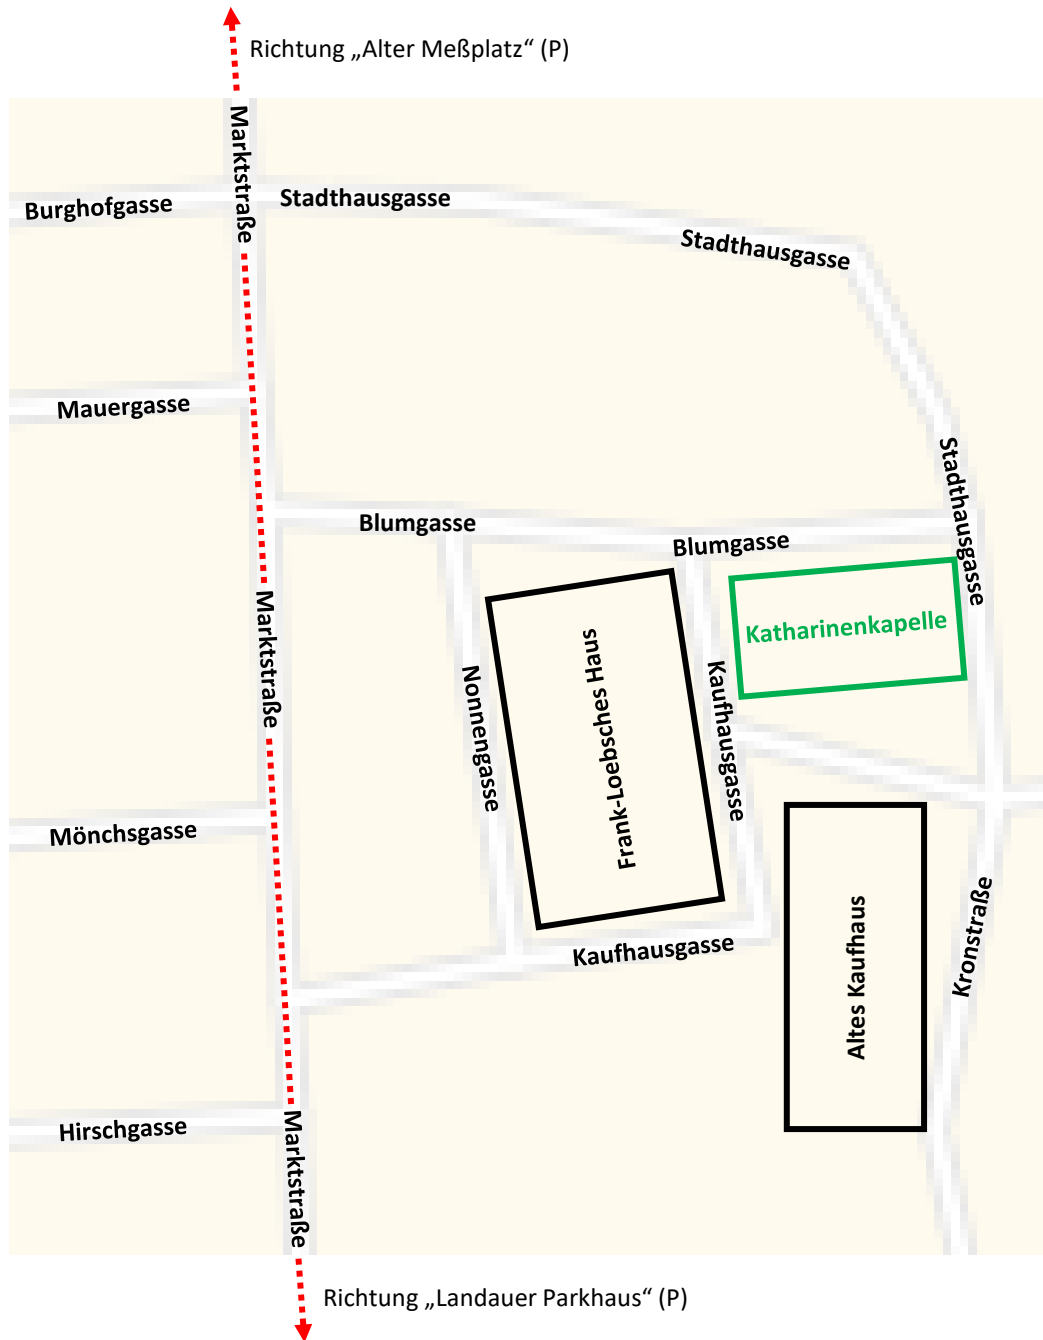 Richtung „Alter Meßplatz“ (P)
Marktstraße
Burghofgasse
Stadthausgasse
Stadthausgasse
Mauergasse
Stadthausgasse
Blumgasse
Blumgasse
Katharinenkapelle
Marktstraße
Nonnengasse
Frank-Loebsches Haus
Kaufhausgasse
Mönchsgasse
Kaufhausgasse
Altes Kaufhaus
Kronstraße
Hirschgasse
Marktstraße
Richtung „Landauer Parkhaus“ (P)